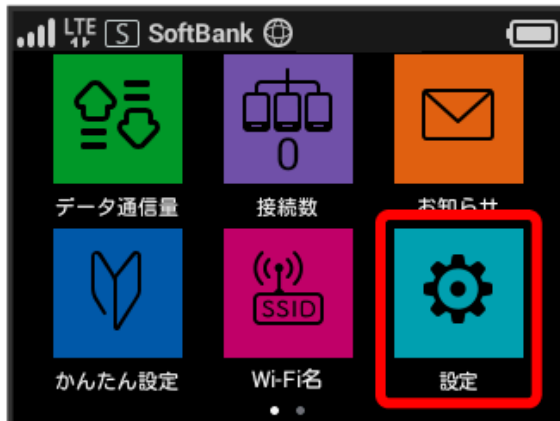 LTE S SoftBank
0
データ通信量 接続数 お知らせ
SSID
かんたん設定 Wi-Fi名 設定